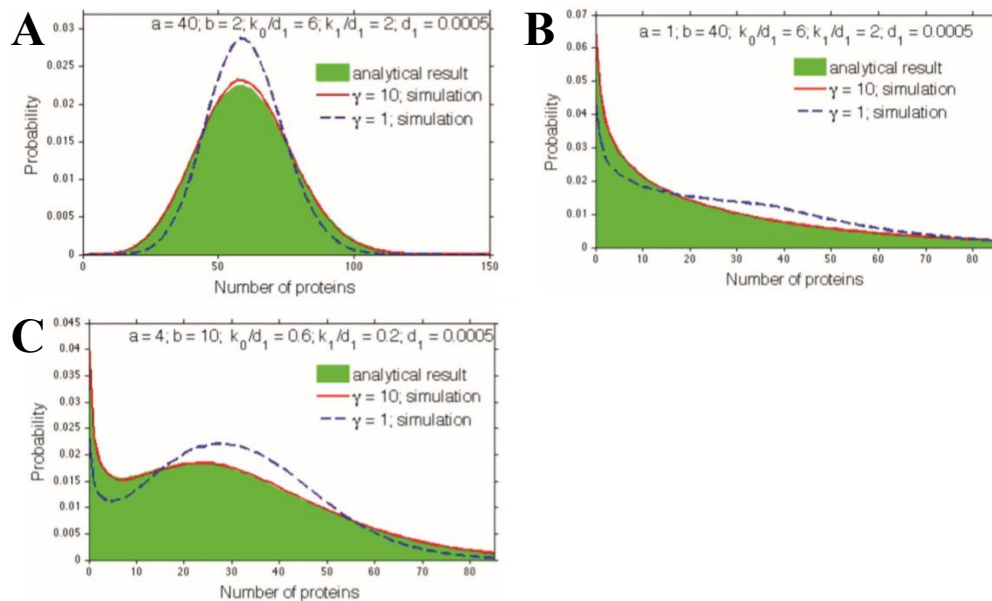 A
a = 40; b = 2; k₀/d₁ = 6; k₁/d₁ = 2; d₁ = 0.0005
analytical result
γ = 10; simulation
γ = 1; simulation
Probability
0.03
0.025
0.02
0.015
0.01
0.005
0
0 50 100 150
Number of proteins
B
a = 1; b = 40; k₀/d₁ = 6; k₁/d₁ = 2; d₁ = 0.0005
analytical result
γ = 10; simulation
γ = 1; simulation
Probability
0.07
0.06
0.05
0.04
0.03
0.02
0.01
0
0 10 20 30 40 50 60 70 80
Number of proteins
C
a = 4; b = 10; k₀/d₁ = 0.6; k₁/d₁ = 0.2; d₁ = 0.0005
analytical result
γ = 10; simulation
γ = 1; simulation
Probability
0.045
0.04
0.035
0.03
0.025
0.02
0.015
0.01
0.005
0
0 10 20 30 40 50 60 70 80
Number of proteins